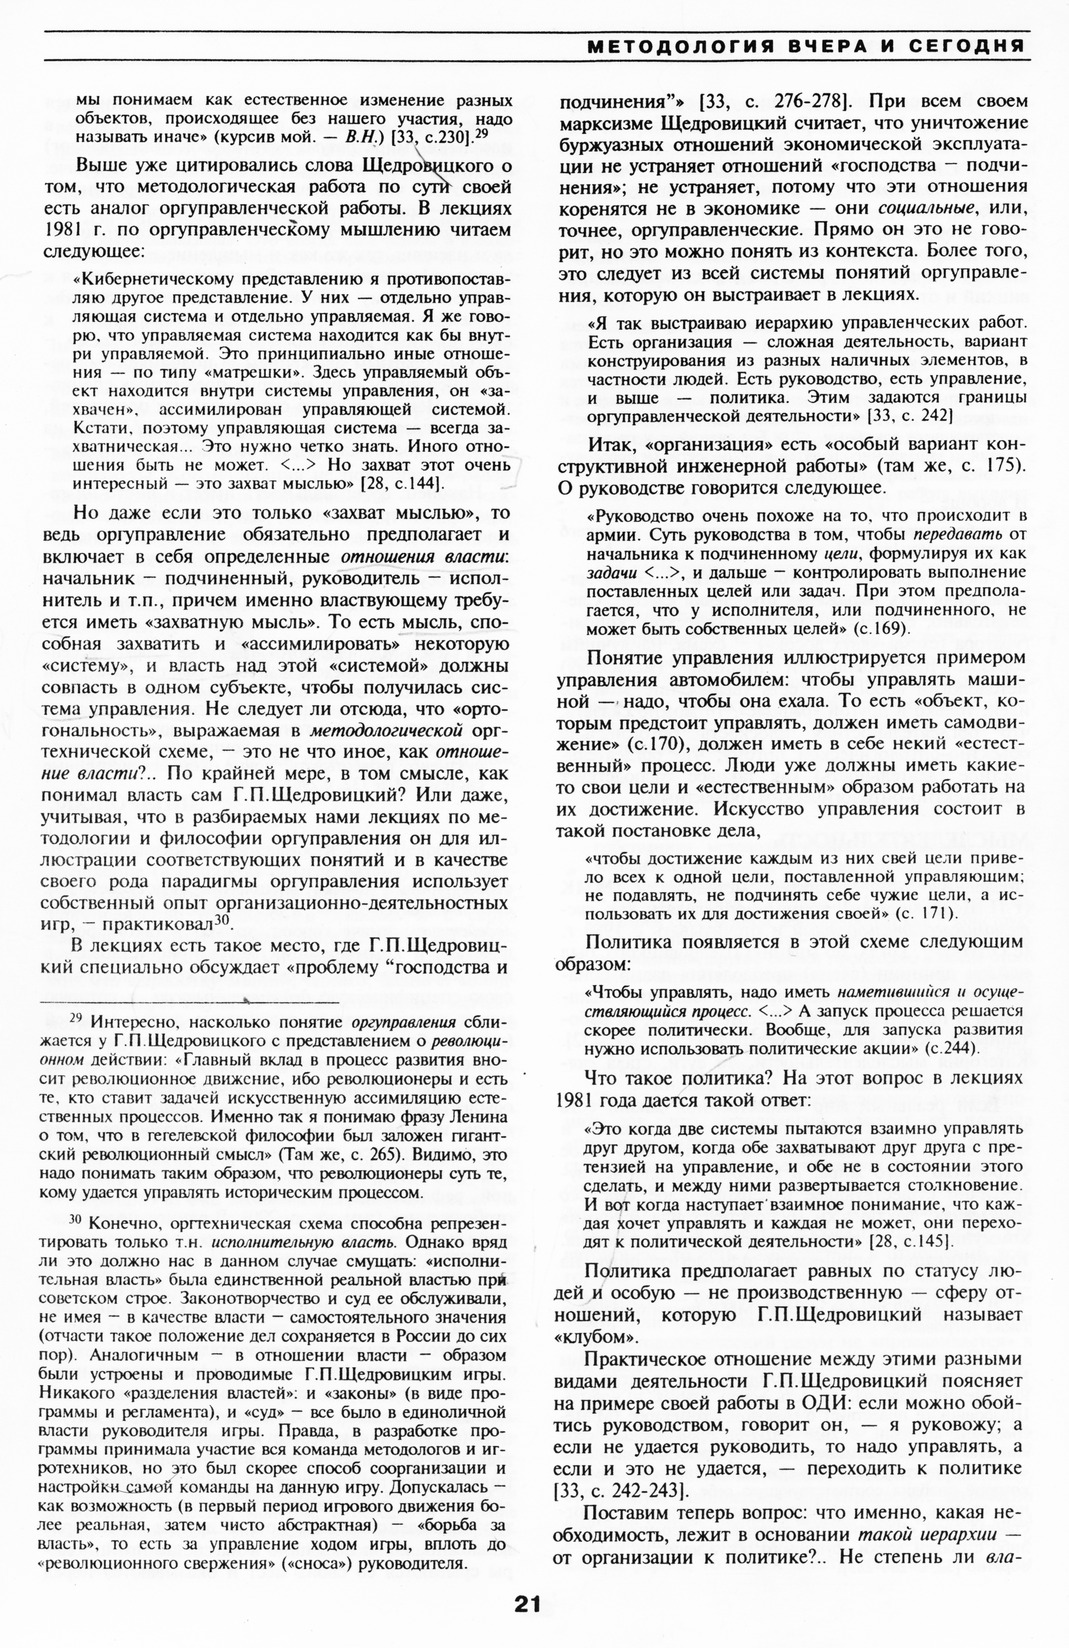 МЕТОДОЛОГИЯ ВЧЕРА И СЕГОДНЯ
мы понимаем как естественное изменение разных
объектов, происходящее без нашего участия, надо
называть иначе» (курсив мой. — В.Н.) [33, с.230].29
Выше уже цитировались слова Щедровицкого о
том, что методологическая работа по сути своей
есть аналог оргуправленческой работы. В лекциях
1981 г. по оргуправленческому мышлению читаем
следующее:
«Кибернетическому представлению я противопостав-
ляю другое представление. У них — отдельно управ-
ляющая система и отдельно управляемая. Я же гово-
рю, что управляемая система находится как бы внут-
ри управляемой. Это принципиально иные отноше-
ния — по типу «матрешки». Здесь управляемый объ-
ект находится внутри системы управления, он «за-
хвачен», ассимилирован управляющей системой.
Кстати, поэтому управляющая система — всегда за-
хватническая... Это нужно четко знать. Иного отно-
шения быть не может. <...> Но захват этот очень
интересный — это захват мыслью» [28, с.144].
Но даже если это только «захват мыслью», то
ведь оргуправление обязательно предполагает и
включает в себя определенные отношения власти:
начальник — подчиненный, руководитель — испол-
нитель и т.п., причем именно властвующему требу-
ется иметь «захватную мысль». То есть мысль, спо-
собная захватить и «ассимилировать» некоторую
«систему», и власть над этой «системой» должны
совпасть в одном субъекте, чтобы получилась сис-
тема управления. Не следует ли отсюда, что «орто-
гональность», выражаемая в методологической орг-
технической схеме, — это не что иное, как отноше-
ние власти?.. По крайней мере, в том смысле, как
понимал власть сам Г.П.Щедровицкий? Или даже,
учитывая, что в разбираемых нами лекциях по ме-
тодологии и философии оргуправления он для ил-
люстрации соответствующих понятий и в качестве
своего рода парадигмы оргуправления использует
собственный опыт организационно-деятельностных
игр, — практиковал30.
В лекциях есть такое место, где Г.П.Щедровиц-
кий специально обсуждает «проблему “господства и
29 Интересно, насколько понятие оргуправления сбли-
жается у Г.П.Щедровицкого с представлением о революци-
онном действии: «Главный вклад в процесс развития вно-
сит революционное движение, ибо революционеры и есть
те, кто ставит задачей искусственную ассимиляцию есте-
ственных процессов. Именно так я понимаю фразу Ленина
о том, что в гегелевской философии был заложен гигант-
ский революционный смысл» (Там же, с. 265). Видимо, это
надо понимать таким образом, что революционеры суть те,
кому удается управлять историческим процессом.
30 Конечно, оргтехническая схема способна репрезен-
тировать только т.н. исполнительную власть. Однако вряд
ли это должно нас в данном случае смущать: «исполни-
тельная власть» была единственной реальной властью при
советском строе. Законотворчество и суд ее обслуживали,
не имея — в качестве власти — самостоятельного значения
(отчасти такое положение дел сохраняется в России до сих
пор). Аналогичным — в отношении власти — образом
были устроены и проводимые Г.П.Щедровицким игры.
Никакого «разделения властей»: и «законы» (в виде про-
граммы и регламента), и «суд» — все было в единоличной
власти руководителя игры. Правда, в разработке про-
граммы принимала участие вся команда методологов и иг-
ротехников, но это был скорее способ соорганизации и
настройки самой команды на данную игру. Допускалась —
как возможность (в первый период игрового движения бо-
лее реальная, затем чисто абстрактная) — «борьба за
власть», то есть за управление ходом игры, вплоть до
«революционного свержения» («сноса») руководителя.
подчинения”» [33, с. 276-278]. При всем своем
марксизме Щедровицкий считает, что уничтожение
буржуазных отношений экономической эксплуата-
ции не устраняет отношений «господства — подчи-
нения»; не устраняет, потому что эти отношения
коренятся не в экономике — они социальные, или,
точнее, оргуправленческие. Прямо он это не гово-
рит, но это можно понять из контекста. Более того,
это следует из всей системы понятий оргуправле-
ния, которую он выстраивает в лекциях.
«Я так выстраиваю иерархию управленческих работ.
Есть организация — сложная деятельность, вариант
конструирования из разных наличных элементов, в
частности людей. Есть руководство, есть управление,
и выше — политика. Этим задаются границы
оргуправленческой деятельности» [33, с. 242]
Итак, «организация» есть «особый вариант кон-
структивной инженерной работы» (там же, с. 175).
О руководстве говорится следующее.
«Руководство очень похоже на то, что происходит в
армии. Суть руководства в том, чтобы передавать от
начальника к подчиненному цели, формулируя их как
задачи <...>, и дальше — контролировать выполнение
поставленных целей или задач. При этом предпола-
гается, что у исполнителя, или подчиненного, не
может быть собственных целей» (с.169).
Понятие управления иллюстрируется примером
управления автомобилем: чтобы управлять маши-
ной — надо, чтобы она ехала. То есть «объект, ко-
торым предстоит управлять, должен иметь самодви-
жение» (с.170), должен иметь в себе некий «естест-
венный» процесс. Люди уже должны иметь какие-
то свои цели и «естественным» образом работать на
их достижение. Искусство управления состоит в
такой постановке дела,
«чтобы достижение каждым из них свей цели приве-
ло всех к одной цели, поставленной управляющим;
не подавлять, не подчинять себе чужие цели, а ис-
пользовать их для достижения своей» (с. 171).
Политика появляется в этой схеме следующим
образом:
«Чтобы управлять, надо иметь наметившийся и осуще-
ствляющийся процесс. <...> А запуск процесса решается
скорее политически. Вообще, для запуска развития
нужно использовать политические акции» (с.244).
Что такое политика? На этот вопрос в лекциях
1981 года дается такой ответ:
«Это когда две системы пытаются взаимно управлять
друг другом, когда обе захватывают друг друга с пре-
тензией на управление, и обе не в состоянии этого
сделать, и между ними развертывается столкновение.
И вот когда наступает взаимное понимание, что каж-
дая хочет управлять и каждая не может, они перехо-
дят к политической деятельности» [28, с.145].
Политика предполагает равных по статусу лю-
дей и особую — не производственную — сферу от-
ношений, которую Г.П.Щедровицкий называет
«клубом».
Практическое отношение между этими разными
видами деятельности Г.П.Щедровицкий поясняет
на примере своей работы в ОДИ: если можно обой-
тись руководством, говорит он, — я руковожу; а
если не удается руководить, то надо управлять, а
если и это не удается, — переходить к политике
[33, с. 242-243].
Поставим теперь вопрос: что именно, какая не-
обходимость, лежит в основании такой иерархии —
от организации к политике?.. Не степень ли вла-
21